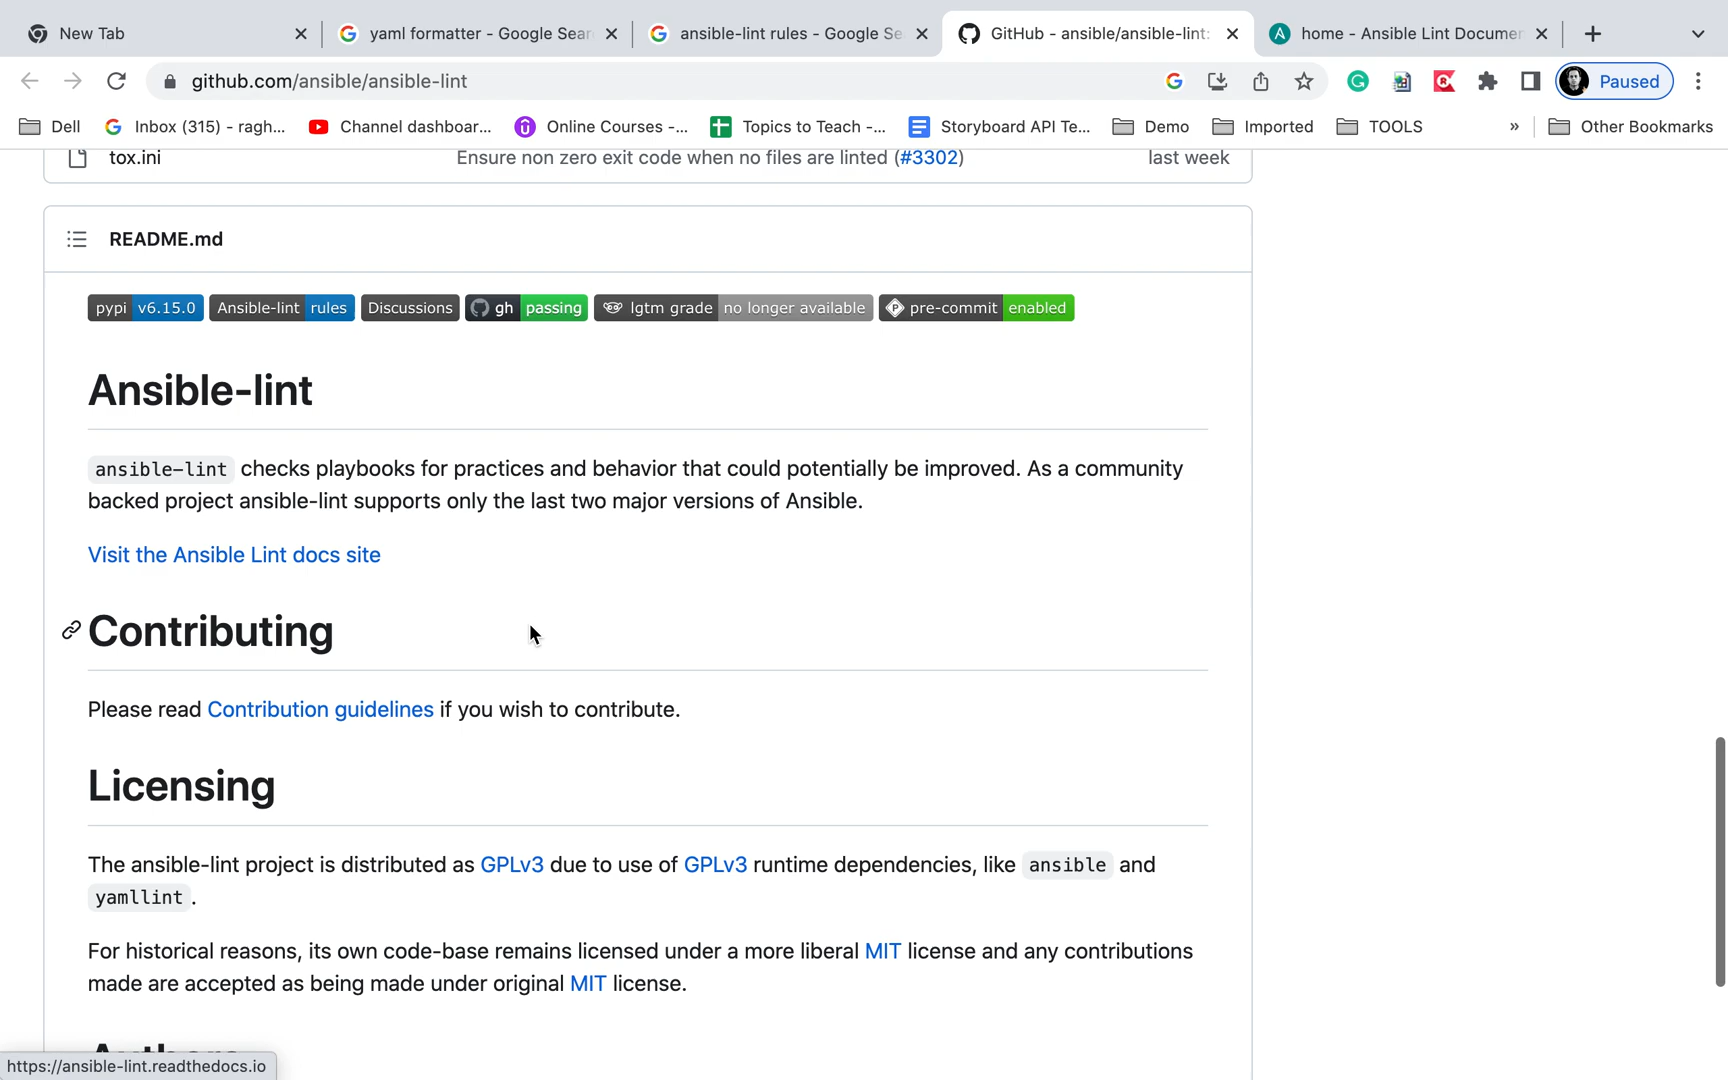 New Tab
yaml formatter - Google Sear
ansible-lint rules - Google Se
GitHub - ansible/ansible-lint:
home - Ansible Lint Documen
github.com/ansible/ansible-lint
Paused
Dell
Inbox (315) - ragh...
Channel dashboar...
Online Courses -...
Topics to Teach -...
Storyboard API Te...
Demo
Imported
TOOLS
»
Other Bookmarks
tox.ini
Ensure non zero exit code when no files are linted (#3302)
last week
README.md
pypi v6.15.0
Ansible-lint rules
Discussions
gh passing
lgtm grade no longer available
pre-commit enabled
Ansible-lint
ansible-lint checks playbooks for practices and behavior that could potentially be improved. As a community
backed project ansible-lint supports only the last two major versions of Ansible.
Visit the Ansible Lint docs site
Contributing
Please read Contribution guidelines if you wish to contribute.
Licensing
The ansible-lint project is distributed as GPLv3 due to use of GPLv3 runtime dependencies, like ansible and
yamllint.
For historical reasons, its own code-base remains licensed under a more liberal MIT license and any contributions
made are accepted as being made under original MIT license.
Authors
https://ansible-lint.readthedocs.io